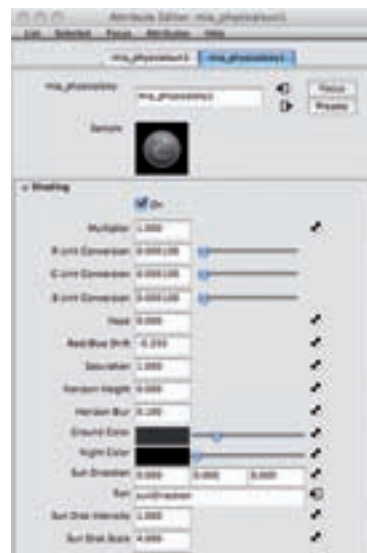 Attribute Editor: mia_physicalsun1
List Selected Focus Attributes Help
mia_physicalsun1 mia_physicalsky1
mia_physicalsky: mia_physicalsky1 Focus
Presets
Sample
Shading
On
Multiplier 1.000
R Unit Conversion 0.000100
G Unit Conversion 0.000100
B Unit Conversion 0.000100
Haze 0.000
Red/Blue Shift -0.250
Saturation 1.000
Horizon Height 0.000
Horizon Blur 0.100
Ground Color
Night Color
Sun Direction 0.000 0.000 0.000
Sun sunDirection
Sun Disk Intensity 1.000
Sun Disk Scale 4.000